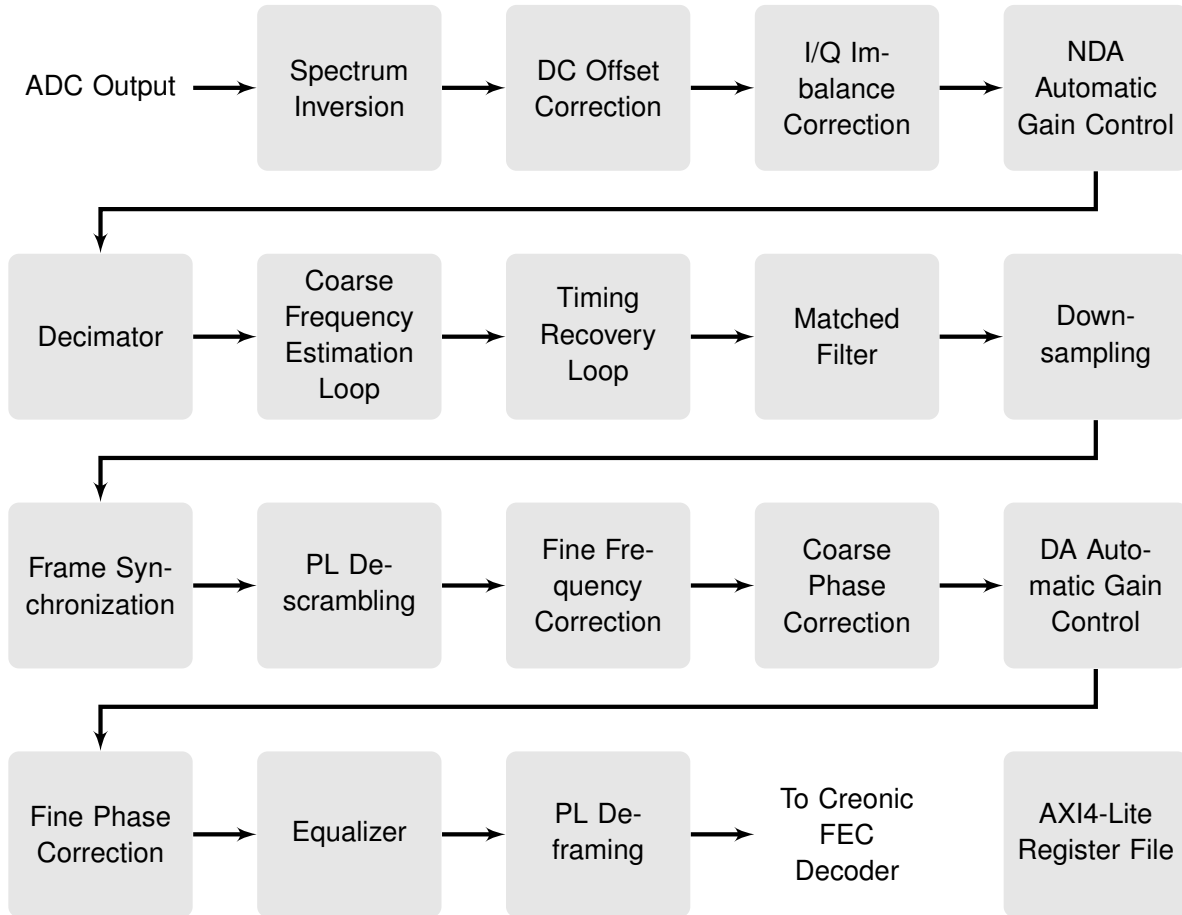 ADC Output
Spectrum
Inversion
DC Offset
Correction
I/Q Im-
balance
Correction
NDA
Automatic
Gain Control
Decimator
Coarse
Frequency
Estimation
Loop
Timing
Recovery
Loop
Matched
Filter
Down-
sampling
Frame Syn-
chronization
PL De-
scrambling
Fine Fre-
quency
Correction
Coarse
Phase
Correction
DA Auto-
matic Gain
Control
Fine Phase
Correction
Equalizer
PL De-
framing
To Creonic
FEC
Decoder
AXI4-Lite
Register File